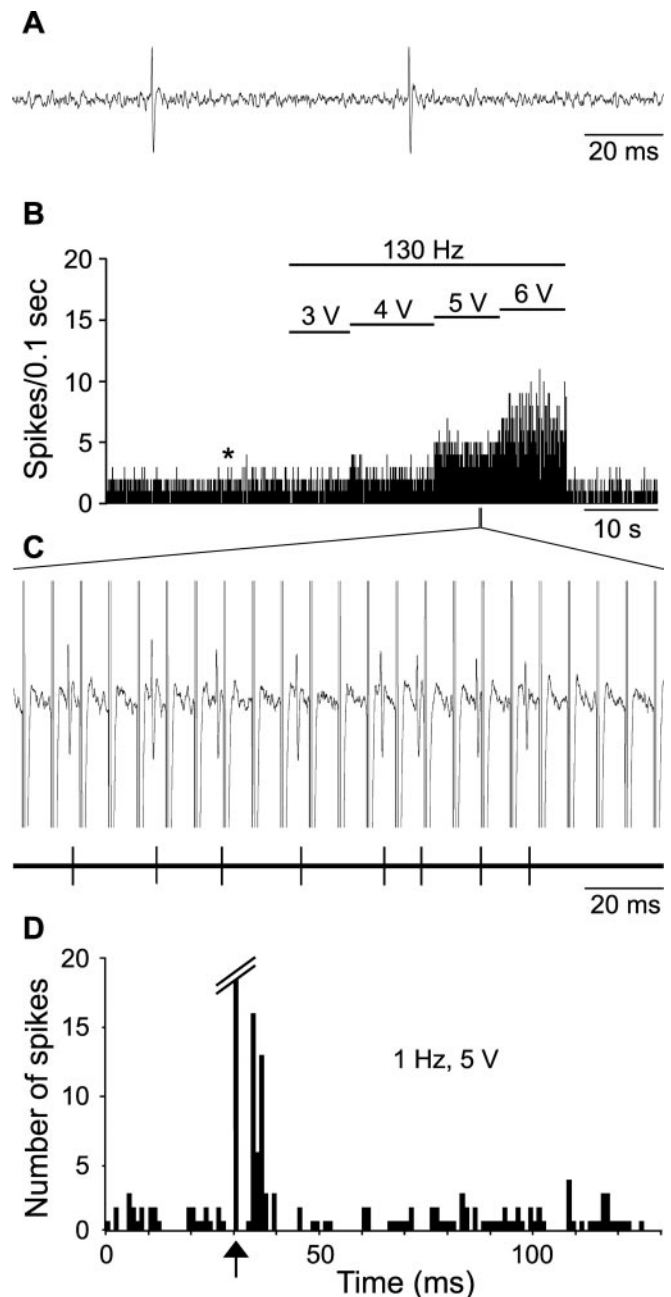 A
20 ms
B
130 Hz
3 V 4 V 5 V 6 V
Spikes/0.1 sec
20
15
10
5
0
*
10 s
C
20 ms
D
Number of spikes
20
15
10
5
0
1 Hz, 5 V
0 50 100
Time (ms)